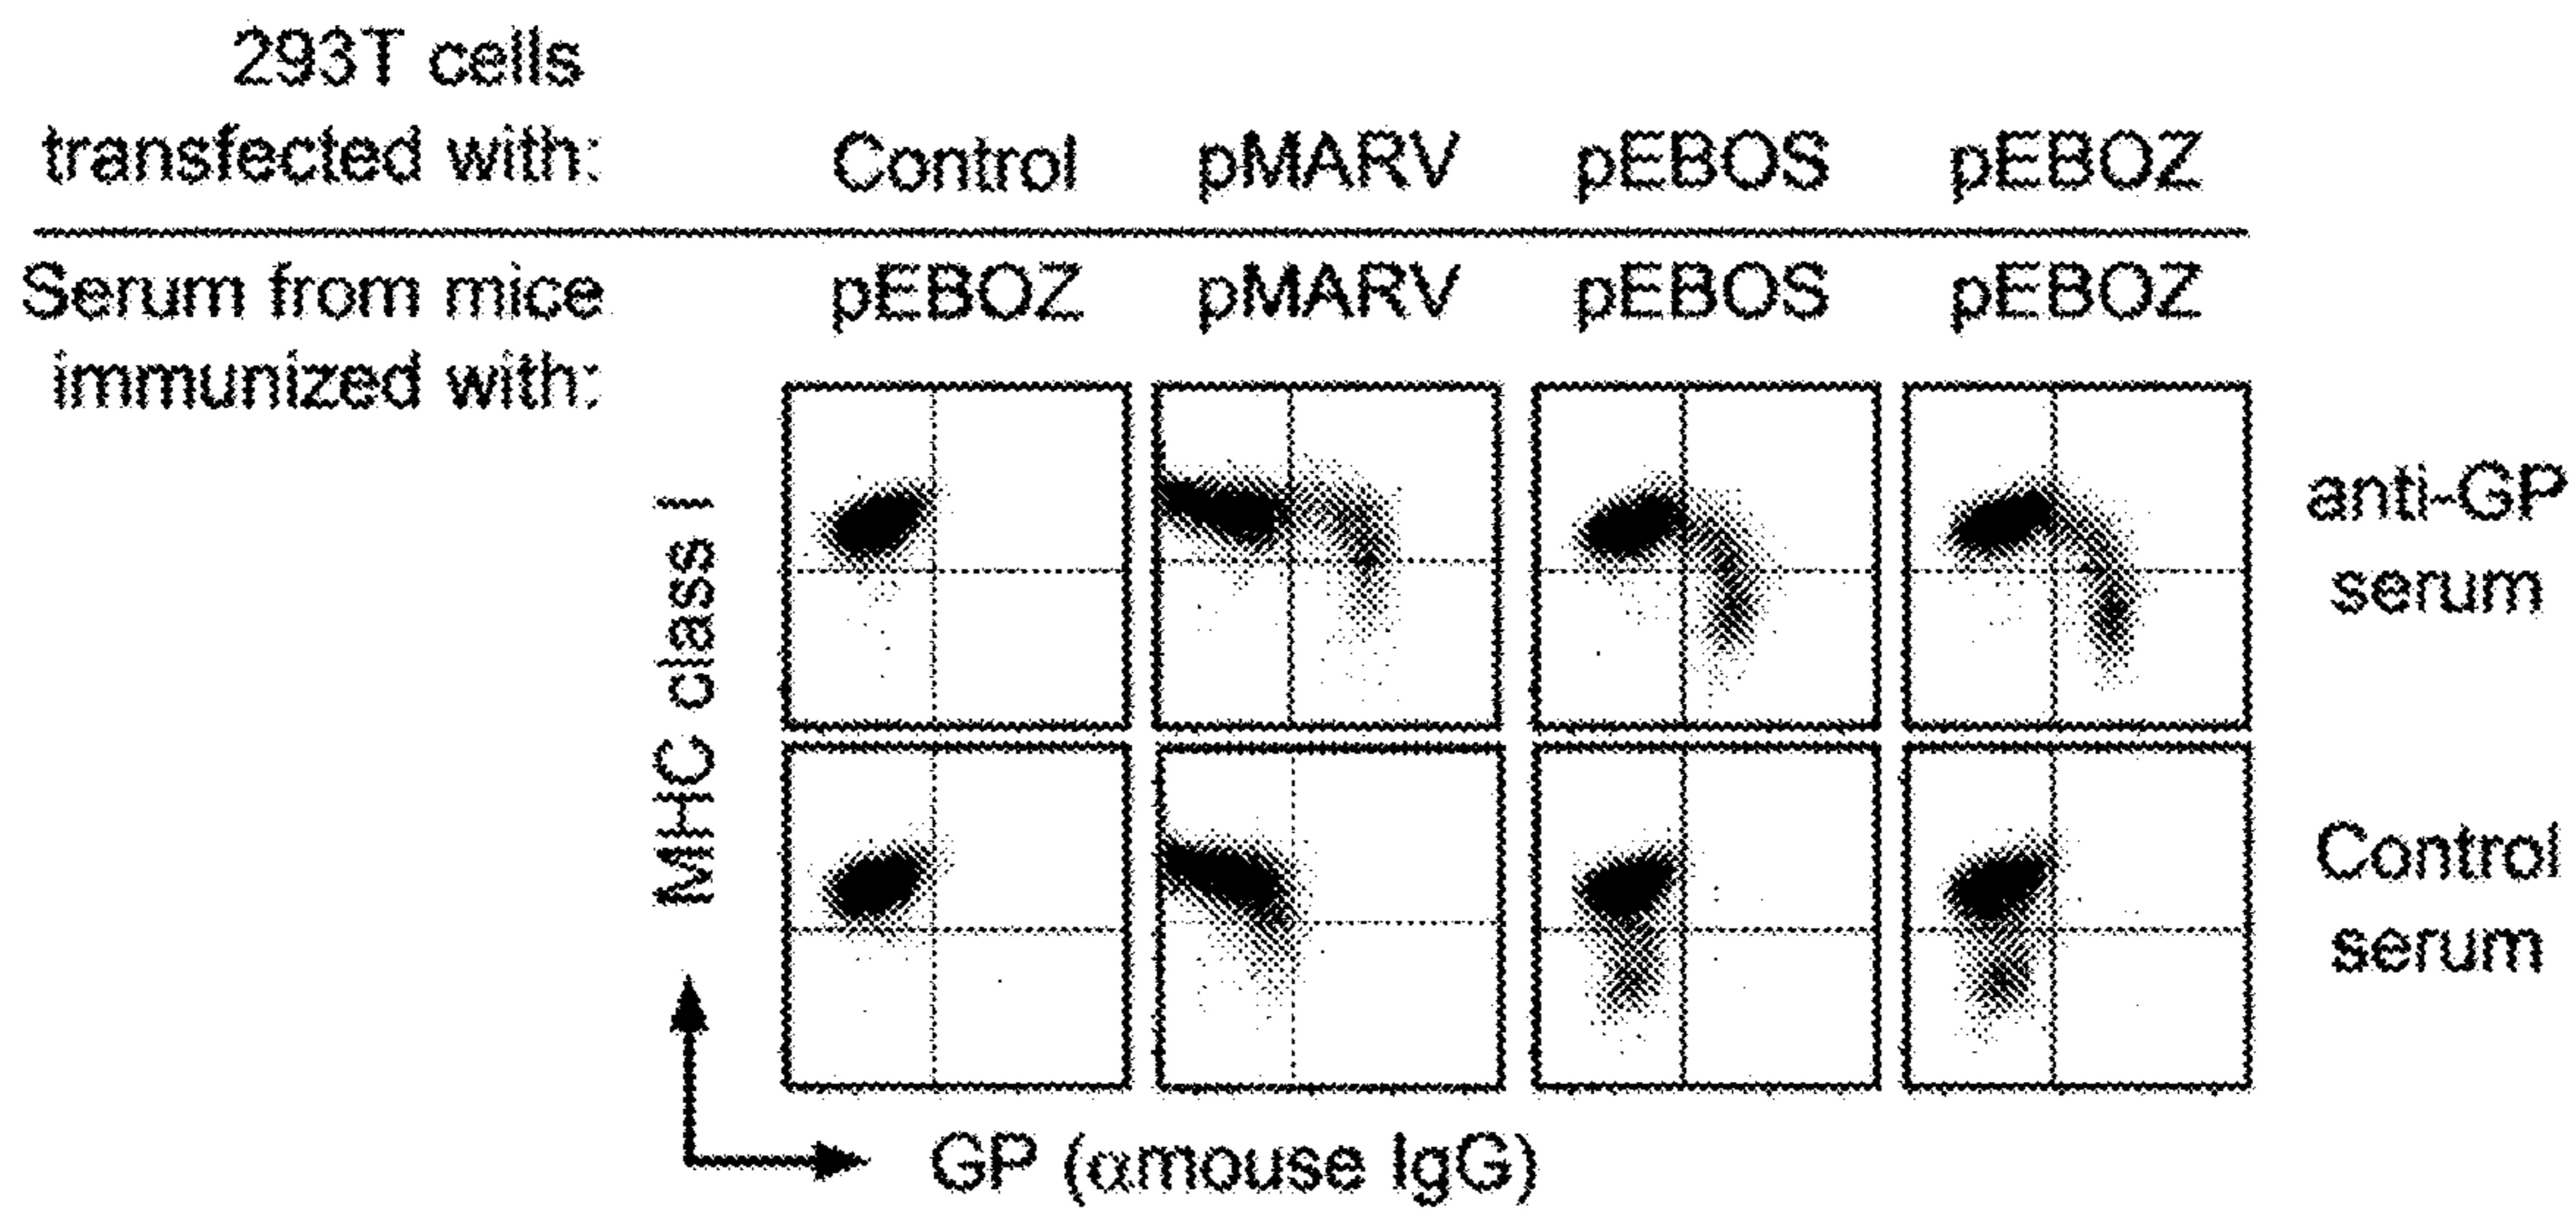 293T cells
transfected with:
Control pMARV pEBOS pEBOZ
Serum from mice
immunized with:
pEBOZ pMARV pEBOS pEBOZ
MHC class I
anti-GP
serum
Control
serum
GP (αmouse IgG)